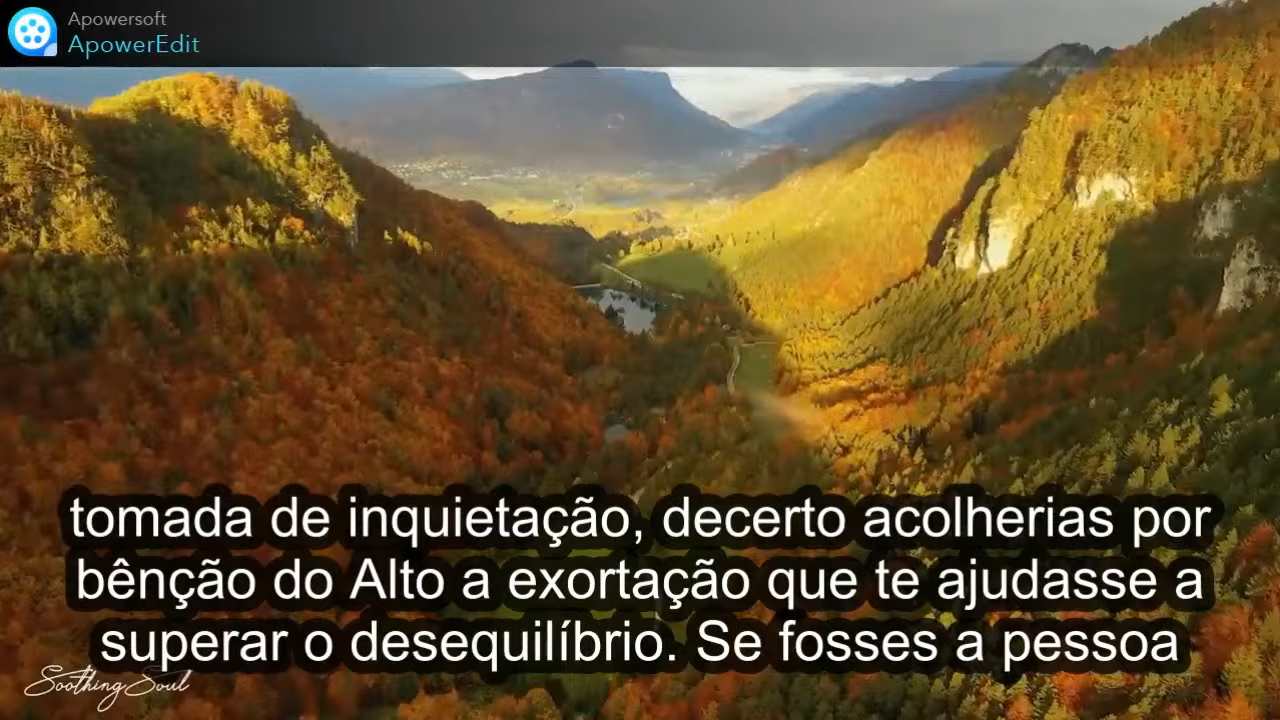 Apowersoft
ApowerEdit
tomada de inquietação, decerto acolherias por
bênção do Alto a exortação que te ajudasse a
superar o desequilíbrio. Se fosses a pessoa
SoothingSoul